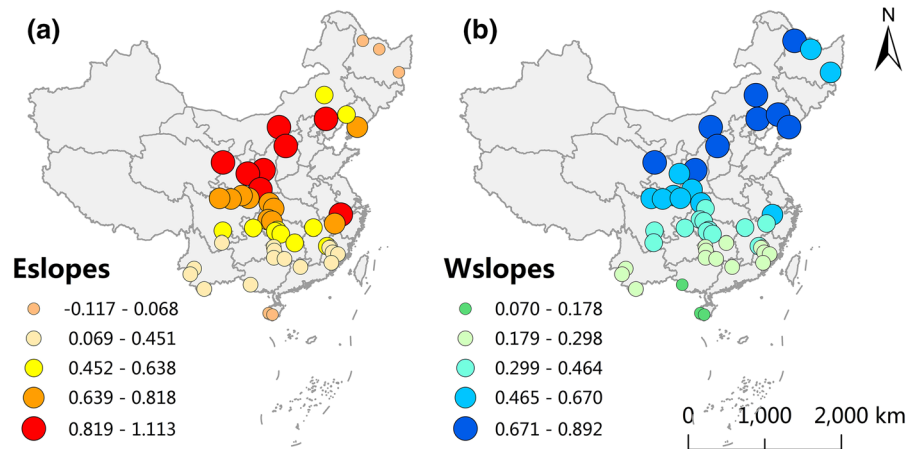 (a)
(b)
N
Eslopes
-0.117 - 0.068
0.069 - 0.451
0.452 - 0.638
0.639 - 0.818
0.819 - 1.113
Wslopes
0.070 - 0.178
0.179 - 0.298
0.299 - 0.464
0.465 - 0.670
0.671 - 0.892
0 1,000 2,000 km